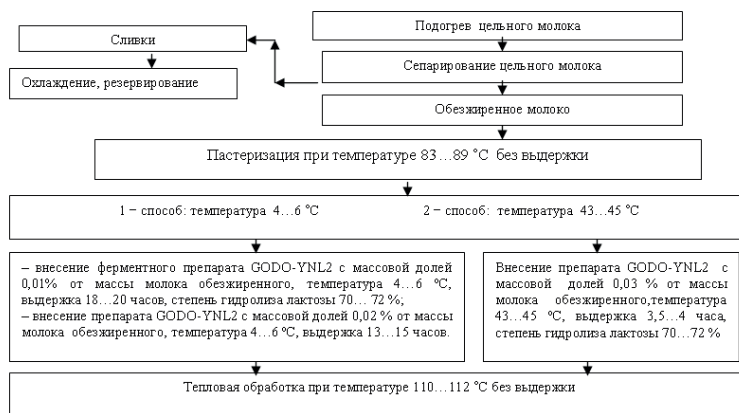 Подогрев цельного молока
Сливки
Сепарирование цельного молока
Охлаждение, резервирование
Обезжиренное молоко
Пастеризация при температуре 83…89 °С без выдержки
1 – способ: температура 4…6 °С
2 – способ: температура 43…45 °С
– внесение ферментного препарата GODO-YNL2 с массовой долей
0,01% от массы молока обезжиренного, температура 4…6 °С,
выдержка 18…20 часов, степень гидролиза лактозы 70… 72 %;
– внесение препарата GODO-YNL2 с массовой долей 0,02 % от массы
молока обезжиренного, температура 4…6 °С, выдержка 13…15 часов.
Внесение препарата GODO-YNL2 с
массовой долей 0,03 % от массы
молока обезжиренного,температура
43…45 °С, выдержка 3,5…4 часа,
степень гидролиза лактозы 70…72 %
Тепловая обработка при температуре 110…112 °С без выдержки